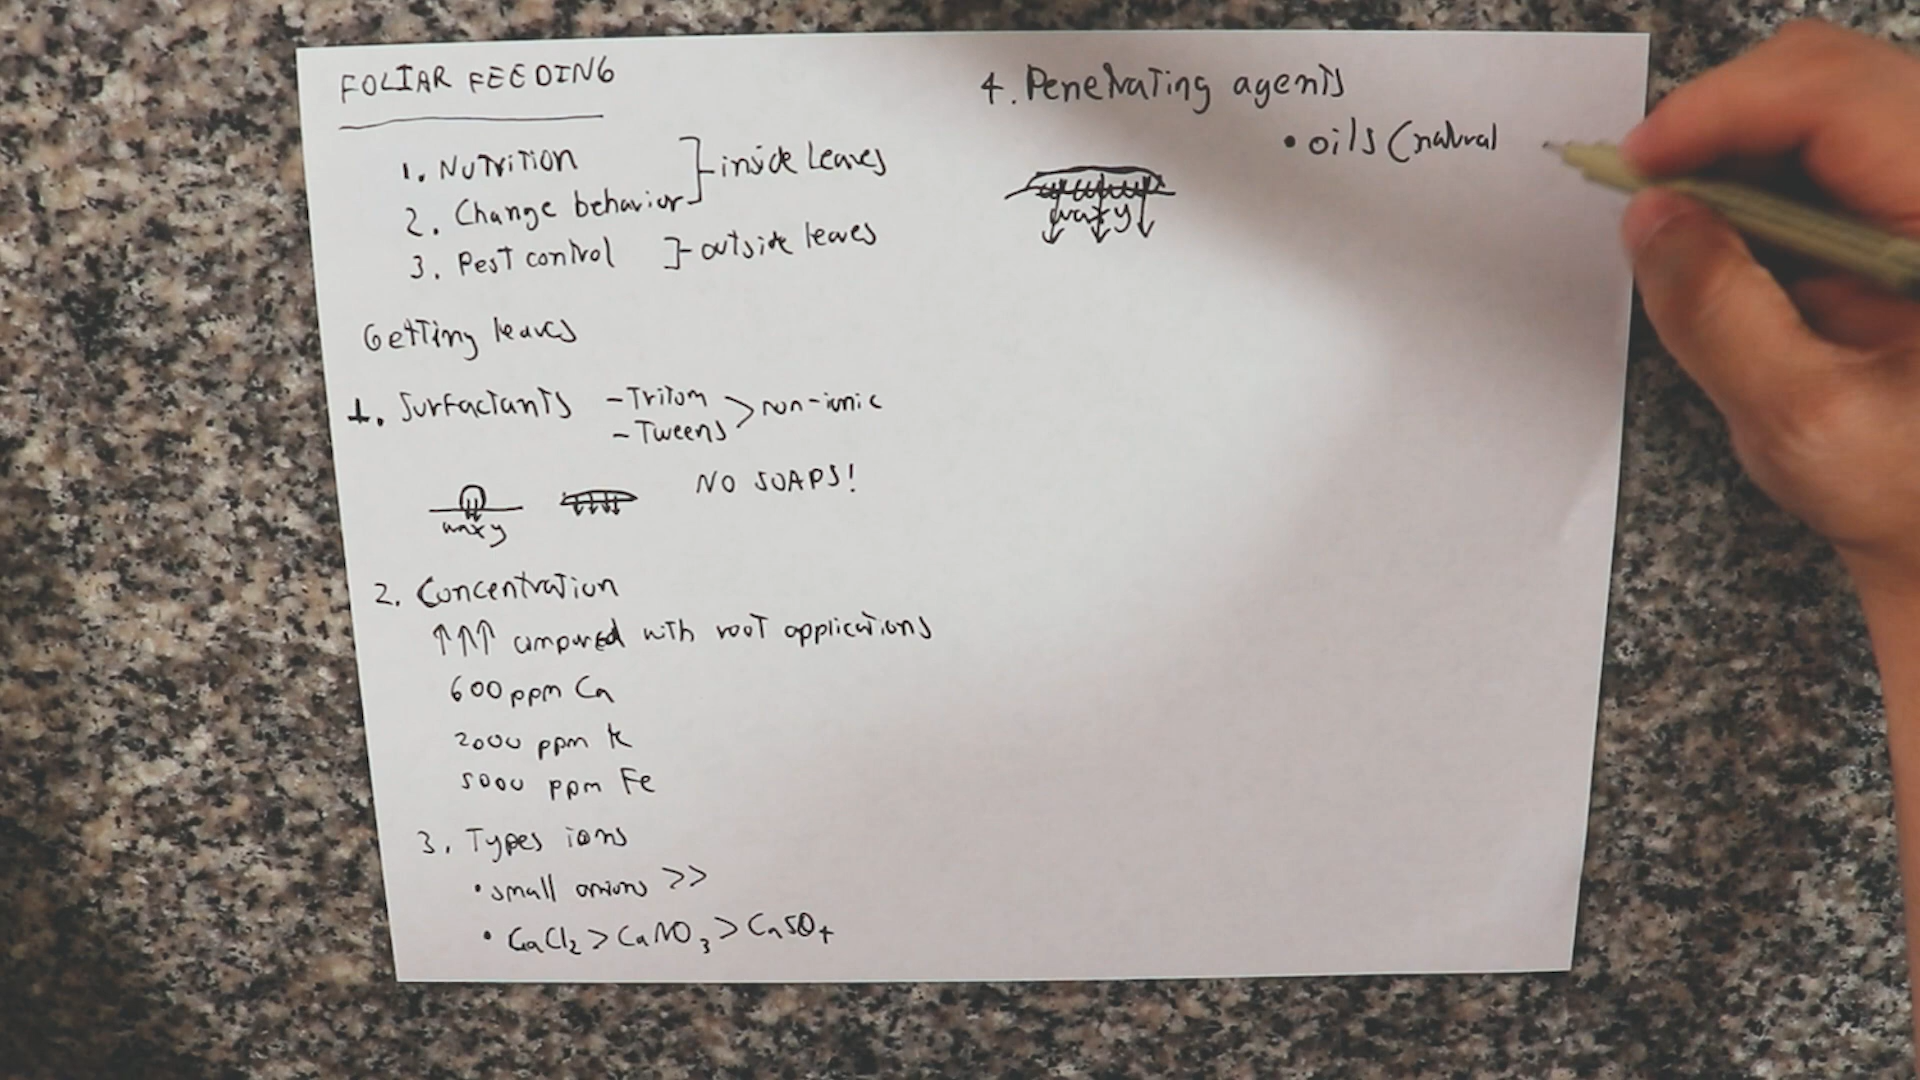 FOLIAR FEEDING
1. Nutrition
2. Change behavior
inside leaves
3. Pest control
outside leaves
Getting leaves
1. Surfactants
- Triton
- Tweens
non-ionic
NO SOAPS!
waxy
2. Concentration
↑↑↑ compared with root applications
600 ppm Ca
2000 ppm K
5000 ppm Fe
3. Types ions
• small anions >>
• CaCl2 > CaNO3 > CaSO4
4. Penetrating agents
• oils (natural
waxy